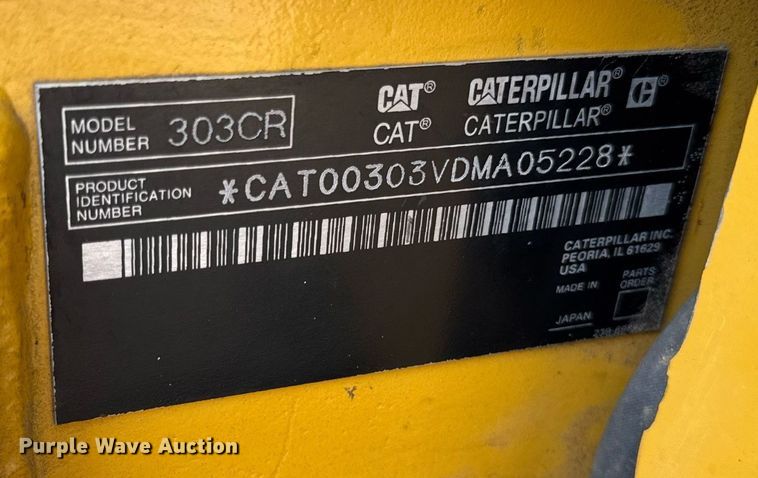 CAT® CATERPILLAR®
CAT® CATERPILLAR®
MODEL
NUMBER
303CR
PRODUCT
IDENTIFICATION
NUMBER
*CAT00303VDMA05228*
CATERPILLAR INC.
PEORIA, IL 61629
USA
MADE IN
PARTS
ORDER
JAPAN
Purple Wave Auction